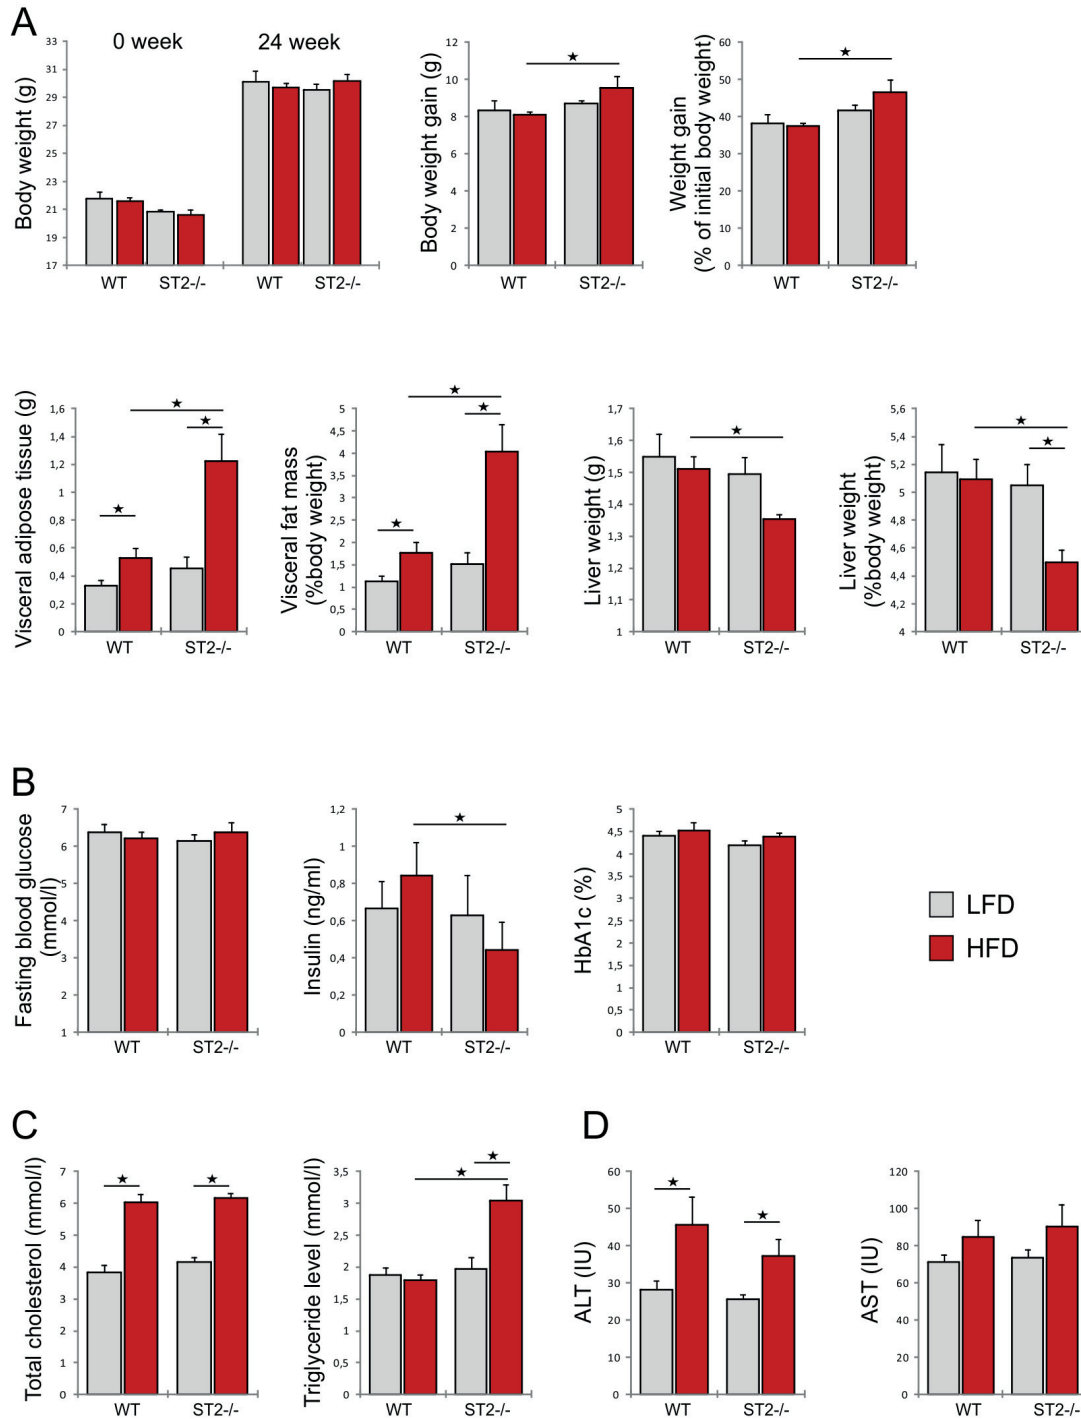 A
0 week
24 week
Body weight (g)
33
31
29
27
25
23
21
19
17
WT
ST2-/-
WT
ST2-/-
Body weight gain (g)
12
10
8
6
4
2
0
★
WT
ST2-/-
Weight gain
(% of initial body weight)
60
50
40
30
20
10
0
★
WT
ST2-/-
Visceral adipose tissue (g)
1,6
1,4
1,2
1
0,8
0,6
0,4
0,2
0
★
★
★
WT
ST2-/-
Visceral fat mass
(%body weight)
5
4,5
4
3,5
3
2,5
2
1,5
1
0,5
0
★
★
★
WT
ST2-/-
Liver weight (g)
1,7
1,6
1,5
1,4
1,3
1,2
1,1
1
★
WT
ST2-/-
Liver weight
(%body weight)
5,6
5,4
5,2
5
4,8
4,6
4,4
4,2
4
★
★
WT
ST2-/-
B
Fasting blood glucose
(mmol/l)
7
6
5
4
3
2
1
WT
ST2-/-
Insulin (ng/ml)
1,2
1
0,8
0,6
0,4
0,2
0
★
WT
ST2-/-
HbA1c (%)
5
4,5
4
3,5
3
2,5
2
1,5
1
0,5
0
WT
ST2-/-
LFD
HFD
C
Total cholesterol (mmol/l)
7
6
5
4
3
2
1
0
★
★
WT
ST2-/-
Triglyceride level (mmol/l)
3,5
3
2,5
2
1,5
1
0,5
0
★
★
WT
ST2-/-
D
ALT (IU)
60
50
40
30
20
10
0
★
★
WT
ST2-/-
AST (IU)
120
100
80
60
40
20
0
WT
ST2-/-